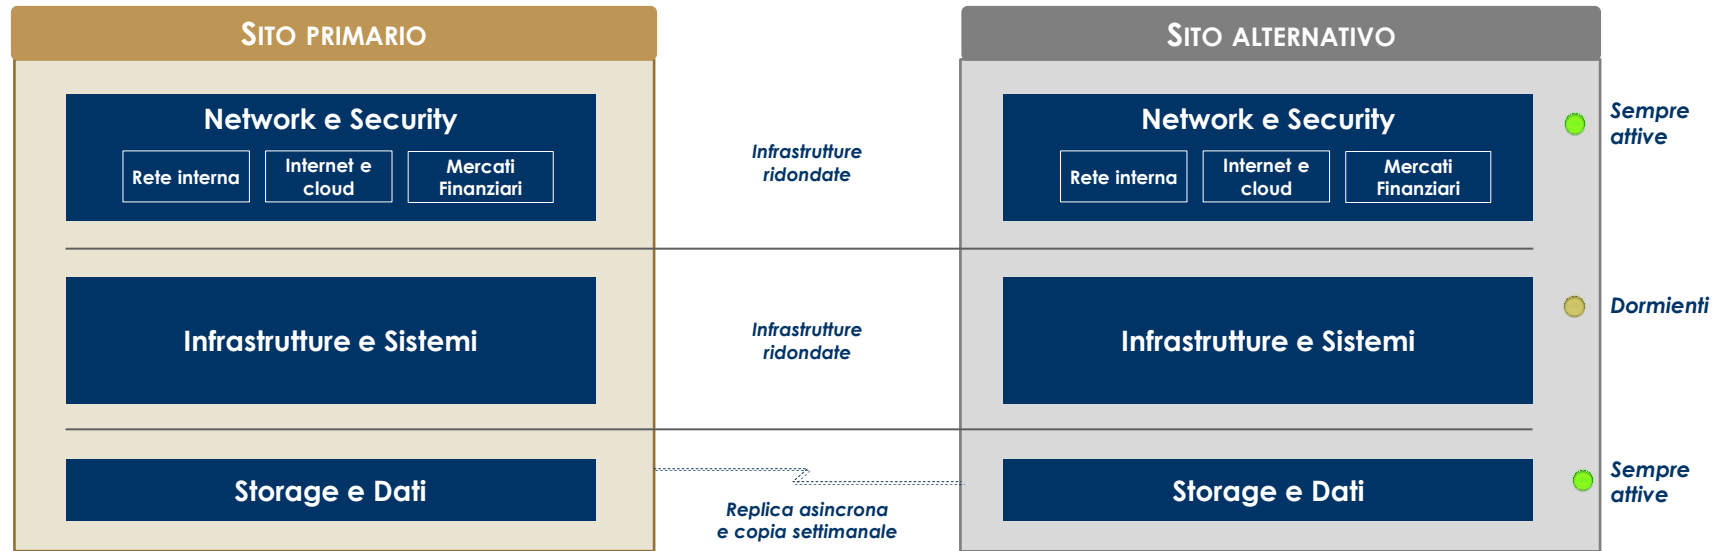 SITO PRIMARIO
SITO ALTERNATIVO
Network e Security
Rete interna
Internet e
cloud
Mercati
Finanziari
Infrastrutture
ridondate
Network e Security
Rete interna
Internet e
cloud
Mercati
Finanziari
Sempre
attive
Infrastrutture e Sistemi
Infrastrutture
ridondate
Infrastrutture e Sistemi
Dormienti
Storage e Dati
Replica asincrona
e copia settimanale
Storage e Dati
Sempre
attive